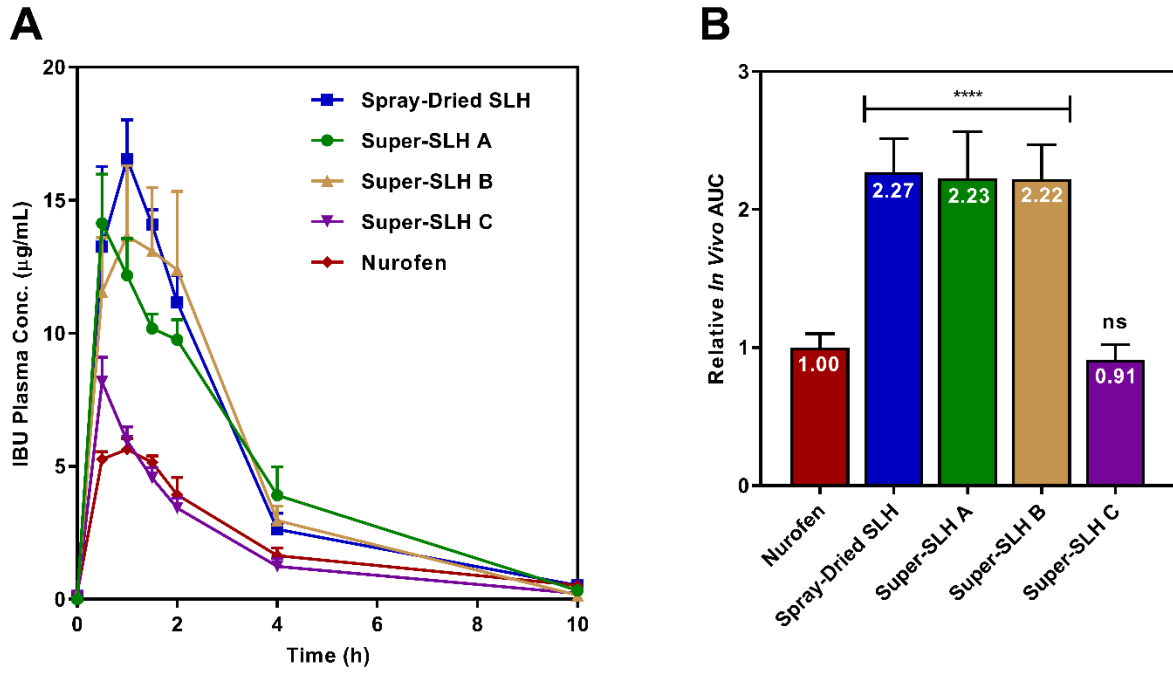 A
IBU Plasma Conc. (µg/mL)
20
15
10
5
0
0
2
4
6
8
10
Time (h)
Spray-Dried SLH
Super-SLH A
Super-SLH B
Super-SLH C
Nurofen
B
Relative In Vivo AUC
3
2
1
0
****
ns
1.00
2.27
2.23
2.22
0.91
Nurofen
Spray-Dried SLH
Super-SLH A
Super-SLH B
Super-SLH C